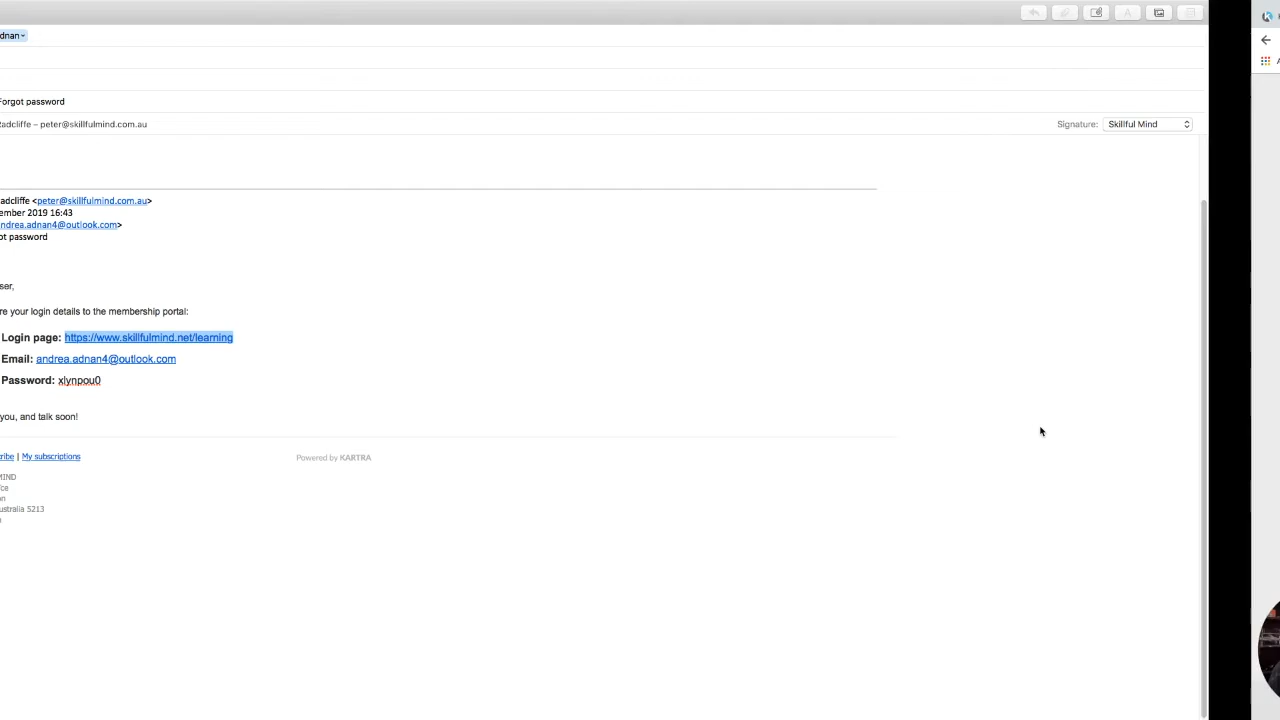 dnan
Forgot password
adcliffe – peter@skillfulmind.com.au
Signature: Skillful Mind
adcliffe <peter@skillfulmind.com.au>
ember 2019 16:43
ndrea.adnan4@outlook.com>
ot password
ser,
re your login details to the membership portal:
Login page: https://www.skillfulmind.net/learning
Email: andrea.adnan4@outlook.com
Password: xlynpou0
you, and talk soon!
ribe | My subscriptions
Powered by KARTRA
MIND
ce
n
ustralia 5213